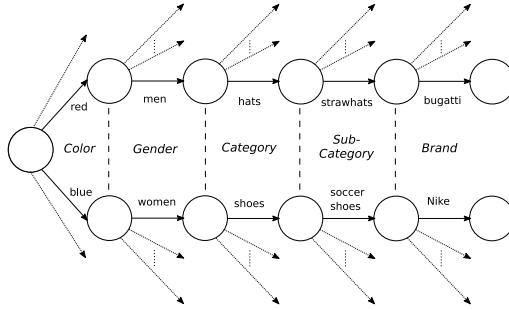 red
men
hats
strawhats
bugatti
Color
Gender
Category
Sub-
Category
Brand
blue
women
shoes
soccer
shoes
Nike